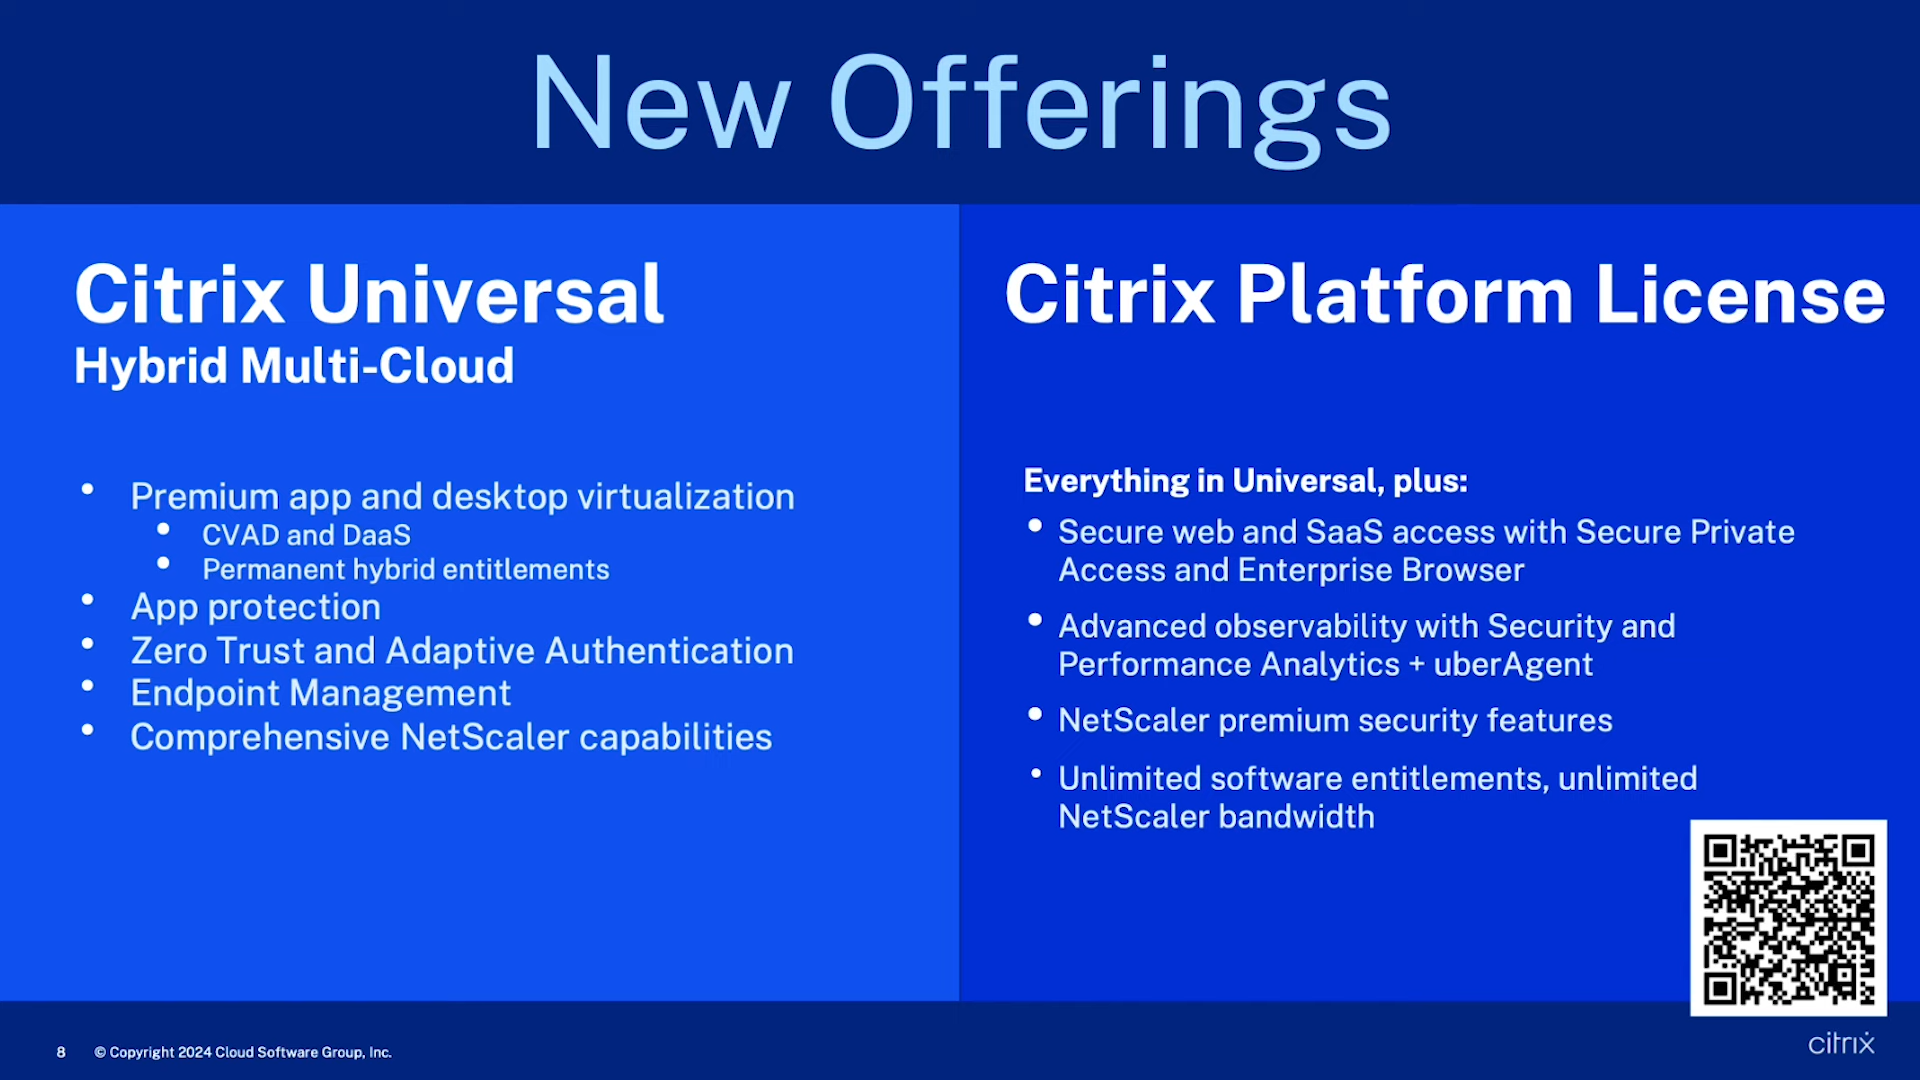 New Offerings
Citrix Universal
Hybrid Multi-Cloud
• Premium app and desktop virtualization
• CVAD and DaaS
• Permanent hybrid entitlements
• App protection
• Zero Trust and Adaptive Authentication
• Endpoint Management
• Comprehensive NetScaler capabilities
Citrix Platform License
Everything in Universal, plus:
• Secure web and SaaS access with Secure Private
Access and Enterprise Browser
• Advanced observability with Security and
Performance Analytics + uberAgent
• NetScaler premium security features
• Unlimited software entitlements, unlimited
NetScaler bandwidth
8 © Copyright 2024 Cloud Software Group, Inc.
citrix